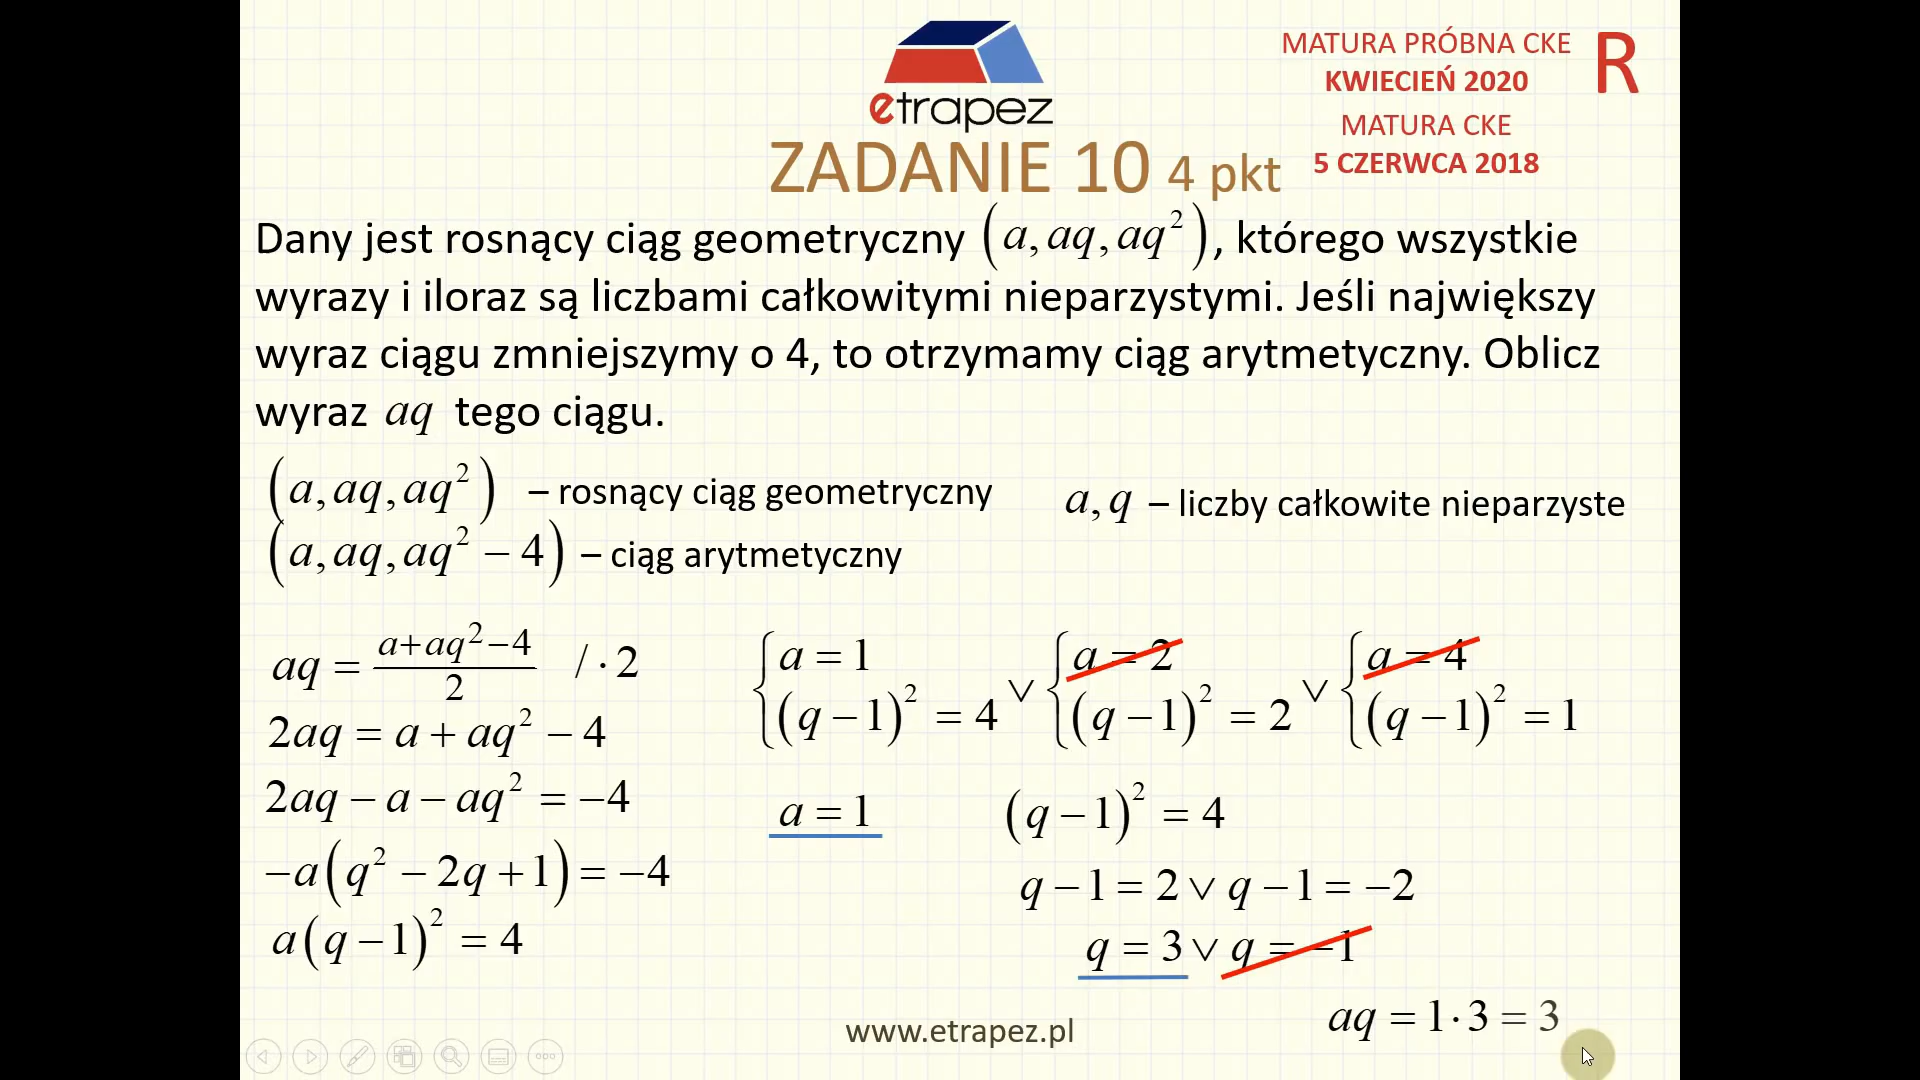 etrapez
MATURA PRÓBNA CKE
KWIECIEŃ 2020
R
MATURA CKE
5 CZERWCA 2018
ZADANIE 10 4 pkt
Dany jest rosnący ciąg geometryczny (a, aq, aq²), którego wszystkie
wyrazy i iloraz są liczbami całkowitymi nieparzystymi. Jeśli największy
wyraz ciągu zmniejszymy o 4, to otrzymamy ciąg arytmetyczny. Oblicz
wyraz aq tego ciągu.
(a, aq, aq²) – rosnący ciąg geometryczny
a, q – liczby całkowite nieparzyste
(a, aq, aq² − 4) – ciąg arytmetyczny
aq = (a+aq²−4)/2 / · 2
2aq = a + aq² − 4
2aq − a − aq² = −4
−a(q² − 2q + 1) = −4
a(q − 1)² = 4
{a = 1 ∨ {a = 2 ∨ {a = 4
(q − 1)² = 4 (q − 1)² = 2 (q − 1)² = 1
a = 1 (q − 1)² = 4
q − 1 = 2 ∨ q − 1 = −2
q = 3 ∨ q = −1
aq = 1 · 3 = 3
www.etrapez.pl